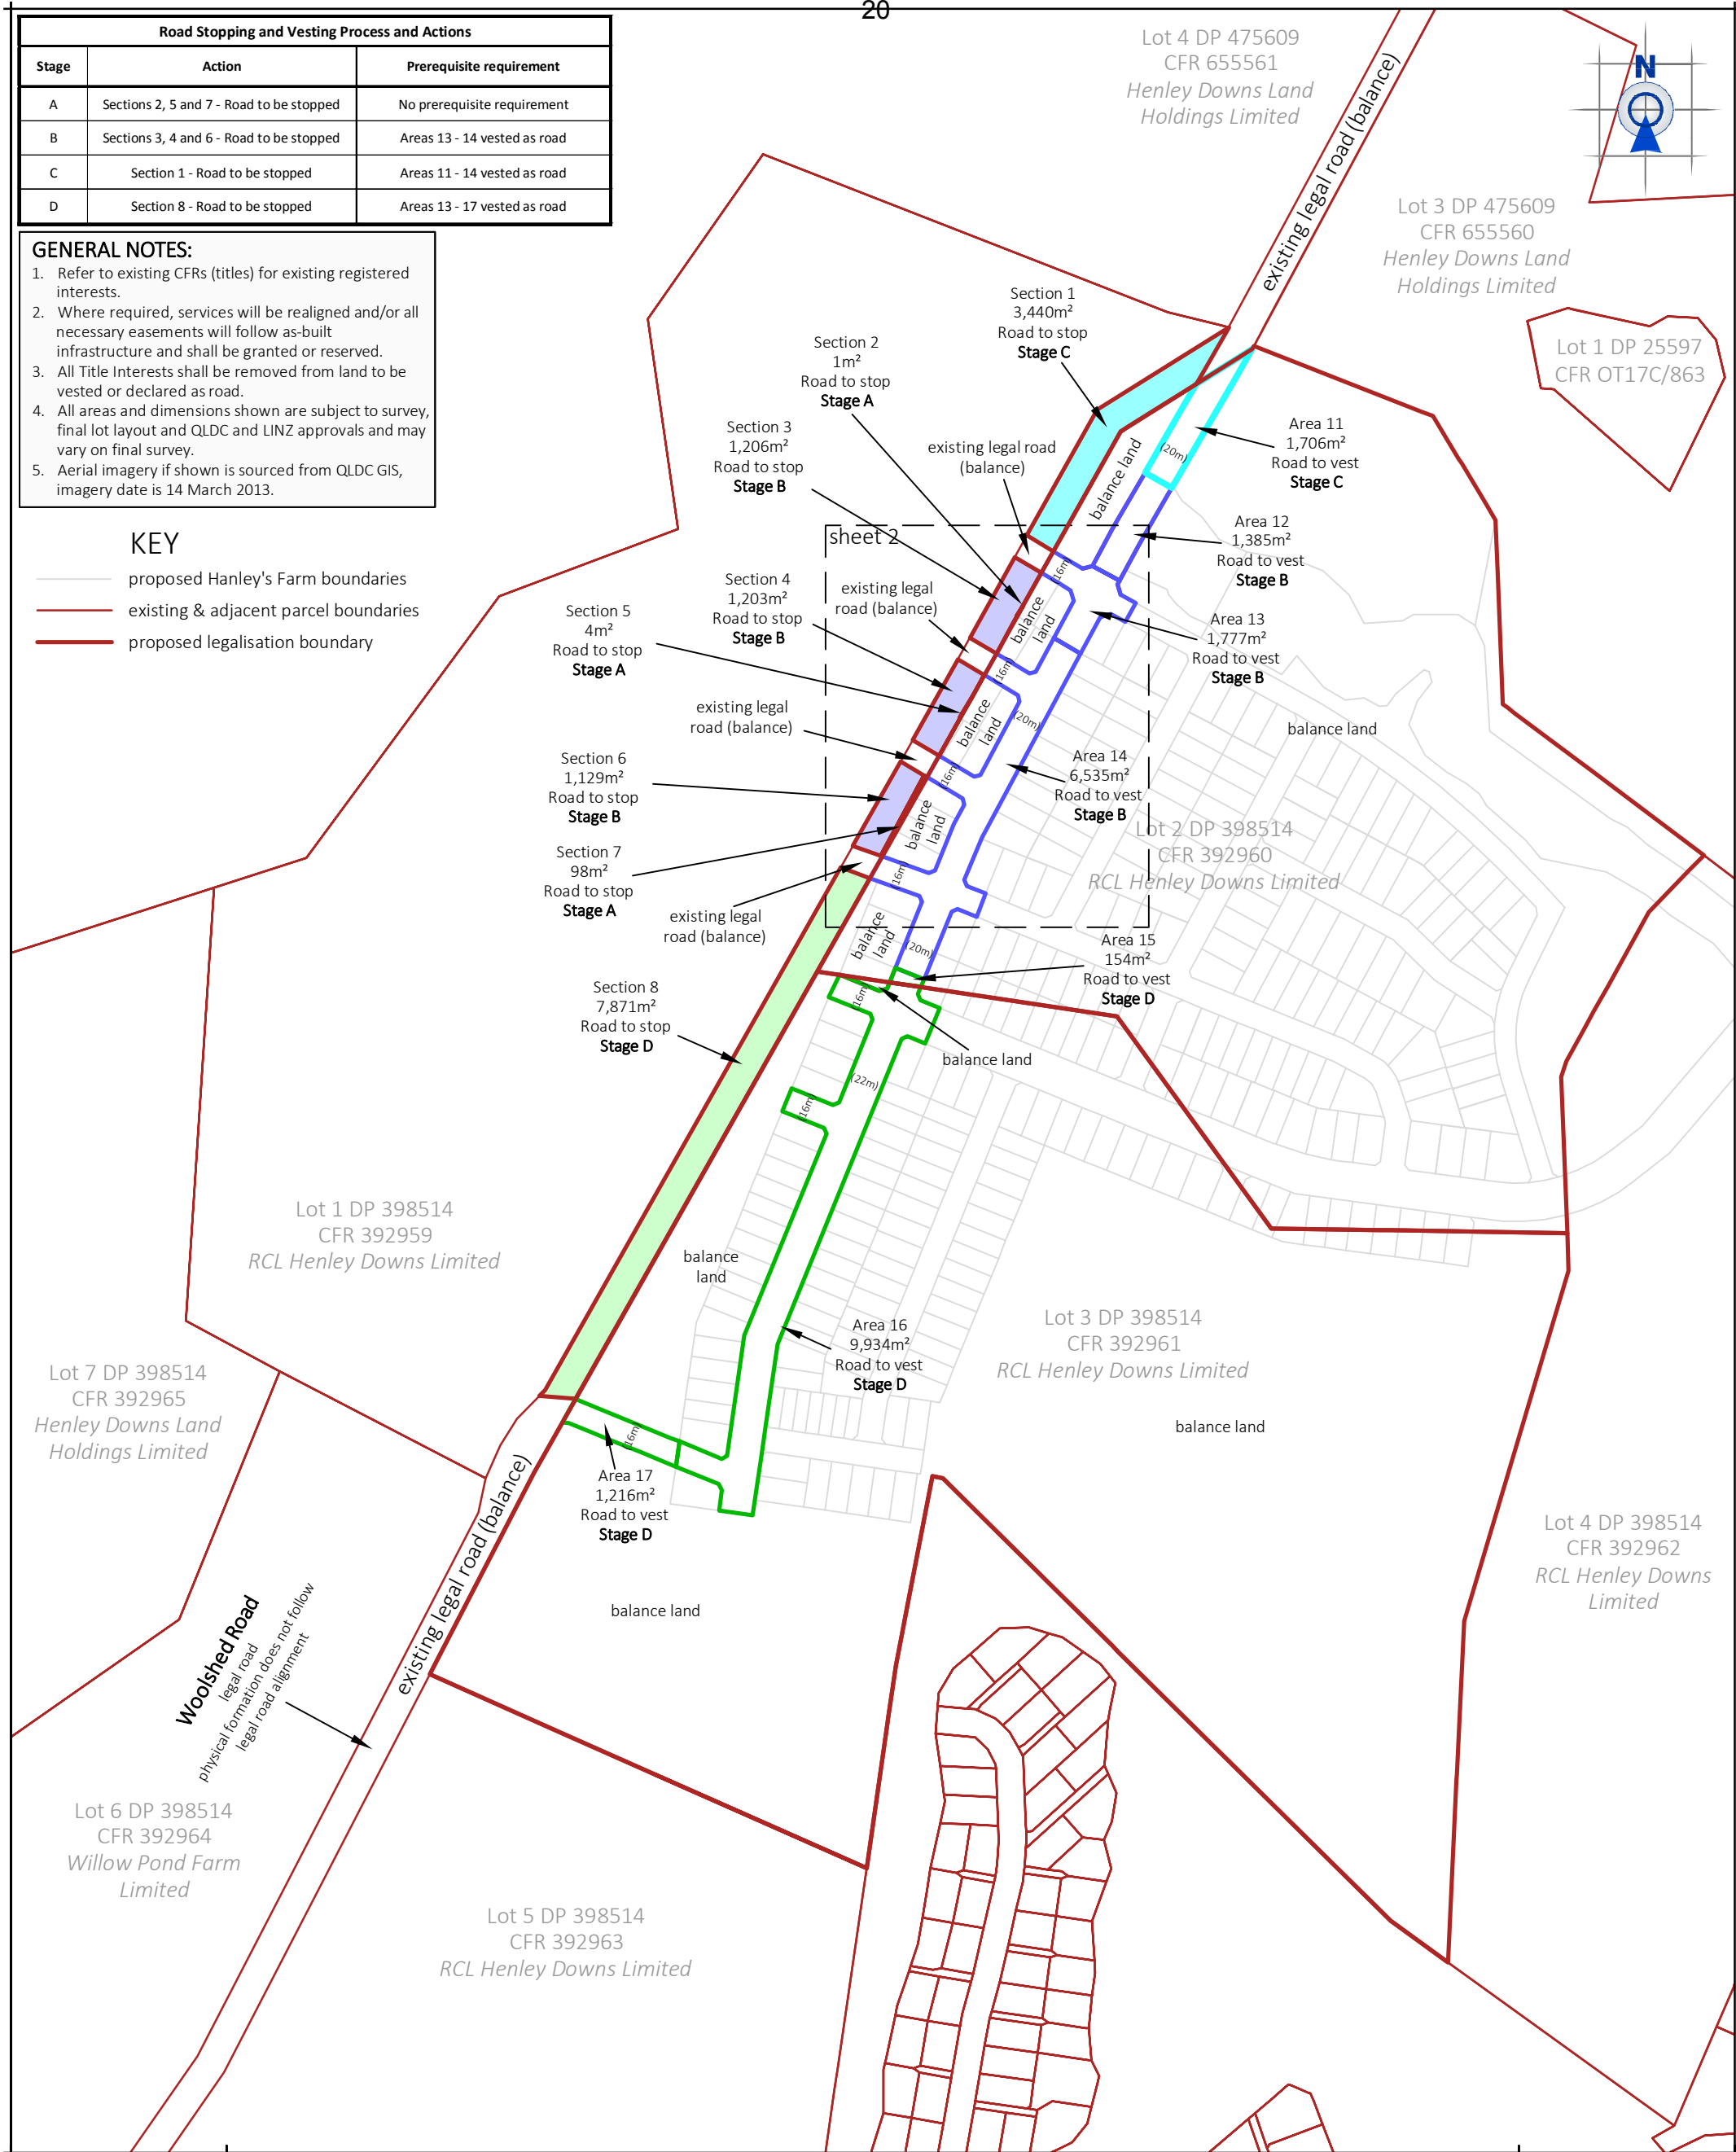 20
Road Stopping and Vesting Process and Actions
Stage Action Prerequisite requirement
A Sections 2, 5 and 7 - Road to be stopped No prerequisite requirement
B Sections 3, 4 and 6 - Road to be stopped Areas 13 - 14 vested as road
C Section 1 - Road to be stopped Areas 11 - 14 vested as road
D Section 8 - Road to be stopped Areas 13 - 17 vested as road
GENERAL NOTES:
1. Refer to existing CFRs (titles) for existing registered
interests.
2. Where required, services will be realigned and/or all
necessary easements will follow as-built
infrastructure and shall be granted or reserved.
3. All Title Interests shall be removed from land to be
vested or declared as road.
4. All areas and dimensions shown are subject to survey,
final lot layout and QLDC and LINZ approvals and may
vary on final survey.
5. Aerial imagery if shown is sourced from QLDC GIS,
imagery date is 14 March 2013.
KEY
proposed Hanley's Farm boundaries
existing & adjacent parcel boundaries
proposed legalisation boundary
N
Lot 4 DP 475609
CFR 655561
Henley Downs Land
Holdings Limited
existing legal road (balance)
Lot 3 DP 475609
CFR 655560
Henley Downs Land
Holdings Limited
Lot 1 DP 25597
CFR OT17C/863
Section 1
3,440m²
Road to stop
Stage C
Section 2
1m²
Road to stop
Stage A
Section 3
1,206m²
Road to stop
Stage B
existing legal road
(balance)
balance land
(20m)
Area 11
1,706m²
Road to vest
Stage C
sheet 2
Area 12
1,385m²
Road to vest
Stage B
Section 4
1,203m²
Road to stop
Stage B
existing legal
road (balance)
(16m)
balance
land
Section 5
4m²
Road to stop
Stage A
Area 13
1,777m²
Road to vest
Stage B
(16m)
existing legal
road (balance)
balance
land
(20m)
balance land
Section 6
1,129m²
Road to stop
Stage B
(16m)
Area 14
6,535m²
Road to vest
Stage B
balance
land
Lot 2 DP 398514
CFR 392960
RCL Henley Downs Limited
Section 7
98m²
Road to stop
Stage A
(16m)
existing legal
road (balance)
balance
land
(20m)
Area 15
154m²
Road to vest
Stage D
Section 8
7,871m²
Road to stop
Stage D
(16m)
balance land
(22m)
(16m)
Lot 1 DP 398514
CFR 392959
RCL Henley Downs Limited
balance
land
Area 16
9,934m²
Road to vest
Stage D
Lot 3 DP 398514
CFR 392961
RCL Henley Downs Limited
balance land
Lot 7 DP 398514
CFR 392965
Henley Downs Land
Holdings Limited
(16m)
Area 17
1,216m²
Road to vest
Stage D
existing legal road (balance)
Lot 4 DP 398514
CFR 392962
RCL Henley Downs
Limited
balance land
Woolshed Road
legal road
physical formation does not follow
legal road alignment
Lot 6 DP 398514
CFR 392964
Willow Pond Farm
Limited
Lot 5 DP 398514
CFR 392963
RCL Henley Downs Limited